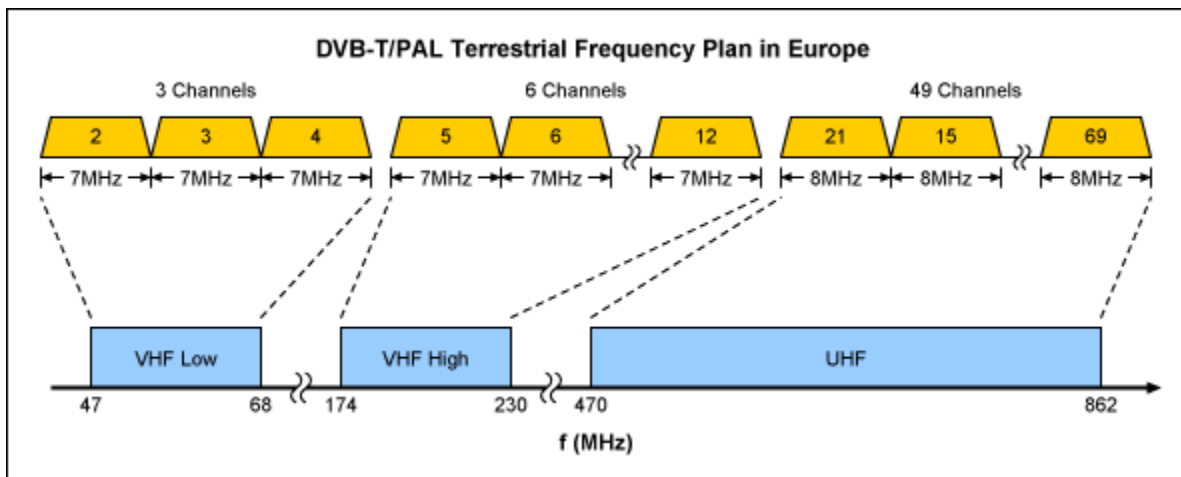 DVB-T/PAL Terrestrial Frequency Plan in Europe
3 Channels 6 Channels 49 Channels
2 3 4 5 6 12 21 15 69
7MHz 7MHz 7MHz 7MHz 7MHz 7MHz 8MHz 8MHz 8MHz
VHF Low VHF High UHF
47 68 174 230 470 862
f (MHz)